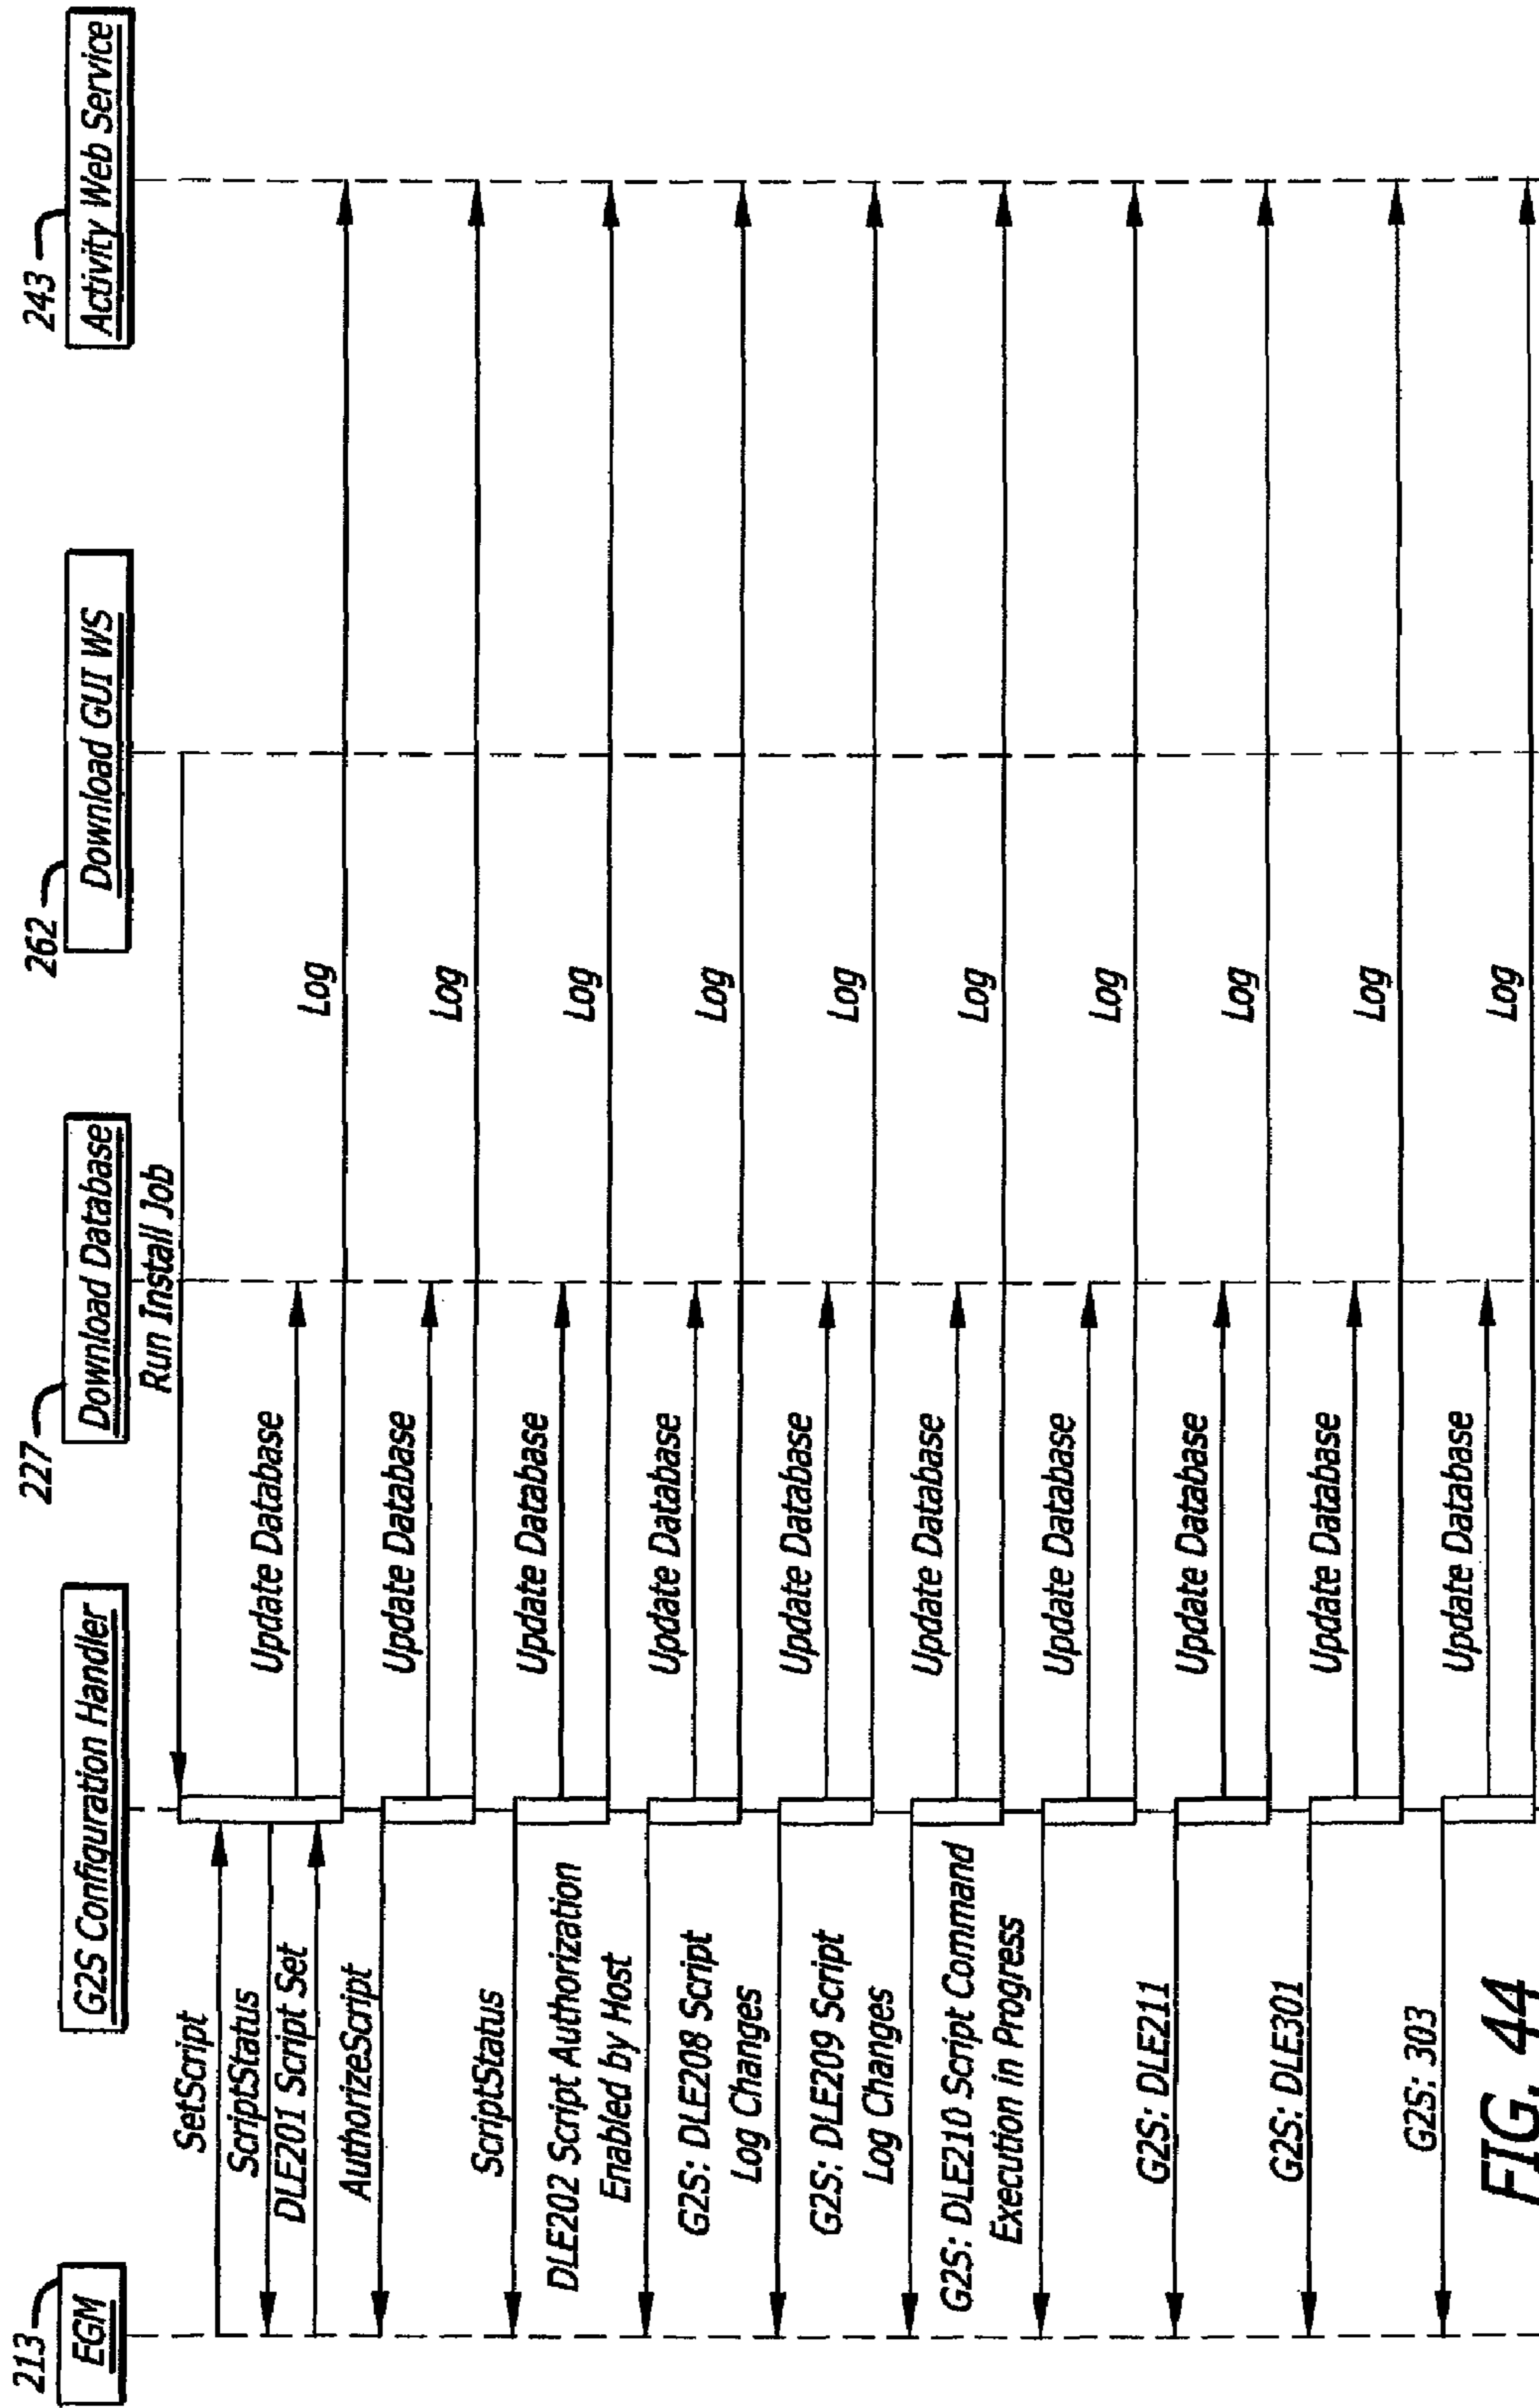 213
EGM
G2S Configuration Handler
227
Download Database
262
Download GUI WS
243
Activity Web Service
Run Install Job
SetScript
ScriptStatus
Update Database
DLE201 Script Set
Log
AuthorizeScript
Update Database
Log
ScriptStatus
Update Database
Log
DLE202 Script Authorization
Enabled by Host
Update Database
Log
G2S: DLE208 Script
Log Changes
Update Database
Log
G2S: DLE209 Script
Log Changes
Update Database
Log
G2S: DLE210 Script Command
Execution in Progress
Update Database
Log
G2S: DLE211
Update Database
Log
G2S: DLE301
Update Database
Log
G2S: 303
Update Database
Log
FIG. 44